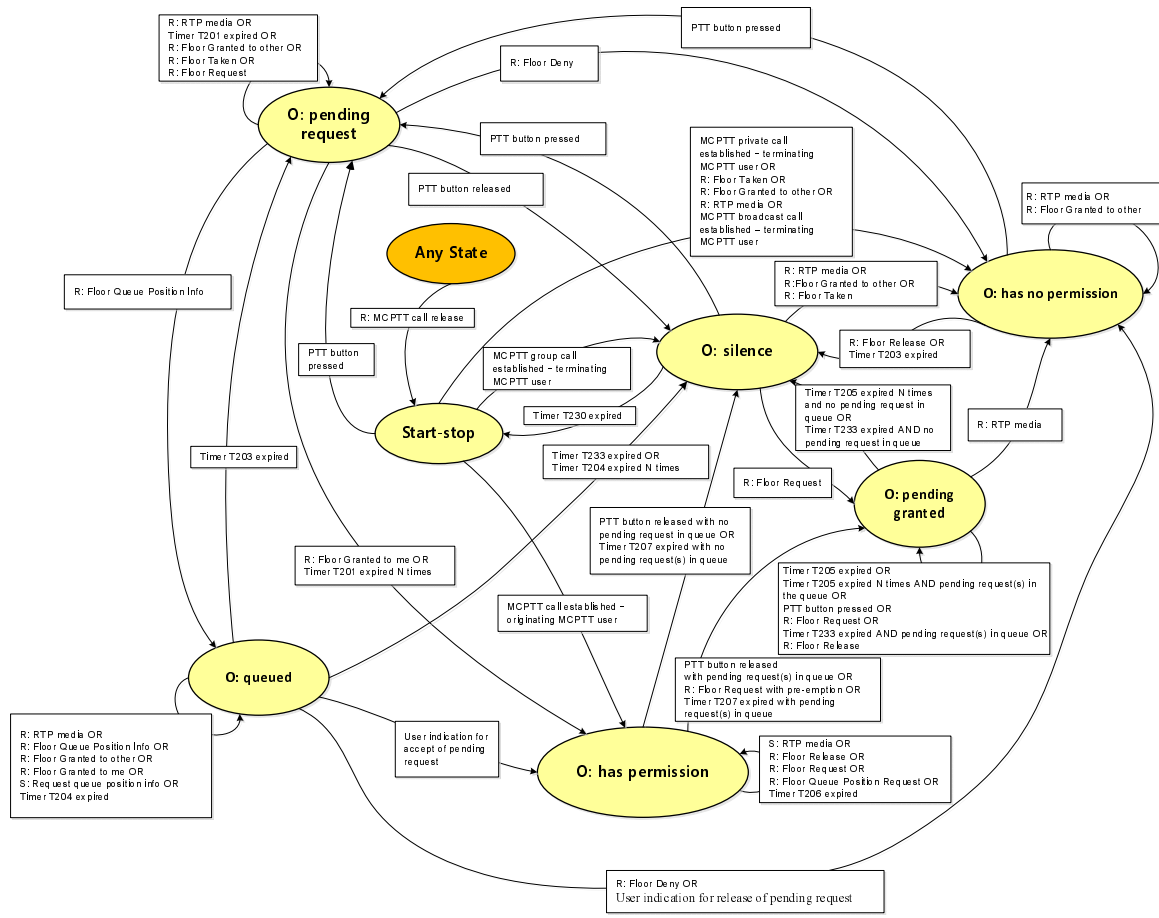 R: RTP media OR
Timer T201 expired OR
R: Floor Granted to other OR
R: Floor Taken OR
R: Floor Request
PTT button pressed
R: Floor Deny
O: pending
request
PTT button pressed
MCPTT private call
established – terminating
MCPTT user OR
R: Floor Taken OR
R: Floor Granted to other OR
R: RTP media OR
MCPTT broadcast call
established – terminating
MCPTT user
PTT button released
R: RTP media OR
R: Floor Granted to other
Any State
R: Floor Queue Position Info
R: RTP media OR
R:Floor Granted to other OR
R: Floor Taken
O: has no permission
R: MCPTT call release
PTT button
pressed
MCPTT group call
established – terminating
MCPTT user
O: silence
R: Floor Release OR
Timer T203 expired
Timer T230 expired
Timer T205 expired N times
and no pending request in
queue OR
Timer T233 expired AND no
pending request in queue
R: RTP media
Start-stop
Timer T203 expired
Timer T233 expired OR
Timer T204 expired N times
R: Floor Request
O: pending
granted
PTT button released with no
pending request in queue OR
Timer T207 expired with no
pending request(s) in queue
R: Floor Granted to me OR
Timer T201 expired N times
Timer T205 expired OR
Timer T205 expired N times AND pending request(s) in
the queue OR
PTT button pressed OR
R: Floor Request OR
Timer T233 expired AND pending request(s) in queue OR
R: Floor Release
MCPTT call established –
originating MCPTT user
O: queued
PTT button released
with pending request(s) in queue OR
R: Floor Request with pre-emption OR
Timer T207 expired with pending
request(s) in queue
R: RTP media OR
R: Floor Queue Position Info OR
R: Floor Granted to other OR
R: Floor Granted to me OR
S: Request queue position info OR
Timer T204 expired
User indication for
accept of pending
request
O: has permission
S: RTP media OR
R: Floor Release OR
R: Floor Request OR
R: Floor Queue Position Request OR
Timer T206 expired
R: Floor Deny OR
User indication for release of pending request